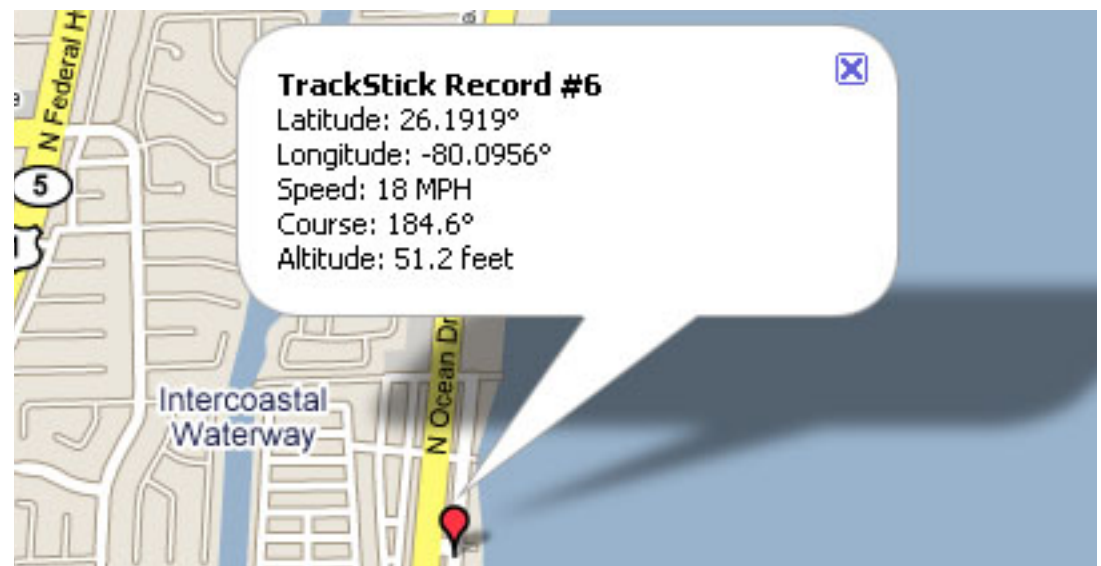 N Federal H
5
TrackStick Record #6
Latitude: 26.1919°
Longitude: -80.0956°
Speed: 18 MPH
Course: 184.6°
Altitude: 51.2 feet
N Ocean Dr
Intercoastal
Waterway